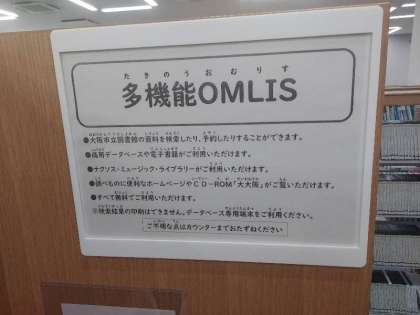 たきのうおむりす
多機能OMLIS
●大阪市立図書館の資料を検索したり、予約したりすることができます。
●商用データベースや電子書籍がご利用いただけます。
●ナクソス・ミュージック・ライブラリーがご利用いただけます。
●調べものに便利なホームページやCD-ROM「大大阪」がご覧いただけます。
●すべて無料でご利用いただけます。
※検索結果の印刷はできません。データベース専用端末をご利用ください。
ご不明な点はカウンターまでおたずねください